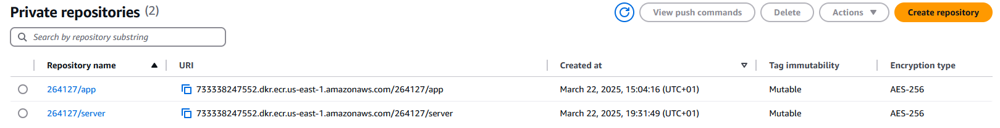 Private repositories (2)
View push commands Delete Actions Create repository
Search by repository substring
Repository name URI Created at Tag immutability Encryption type
264127/app 733338247552.dkr.ecr.us-east-1.amazonaws.com/264127/app March 22, 2025, 15:04:16 (UTC+01) Mutable AES-256
264127/server 733338247552.dkr.ecr.us-east-1.amazonaws.com/264127/server March 22, 2025, 19:31:49 (UTC+01) Mutable AES-256